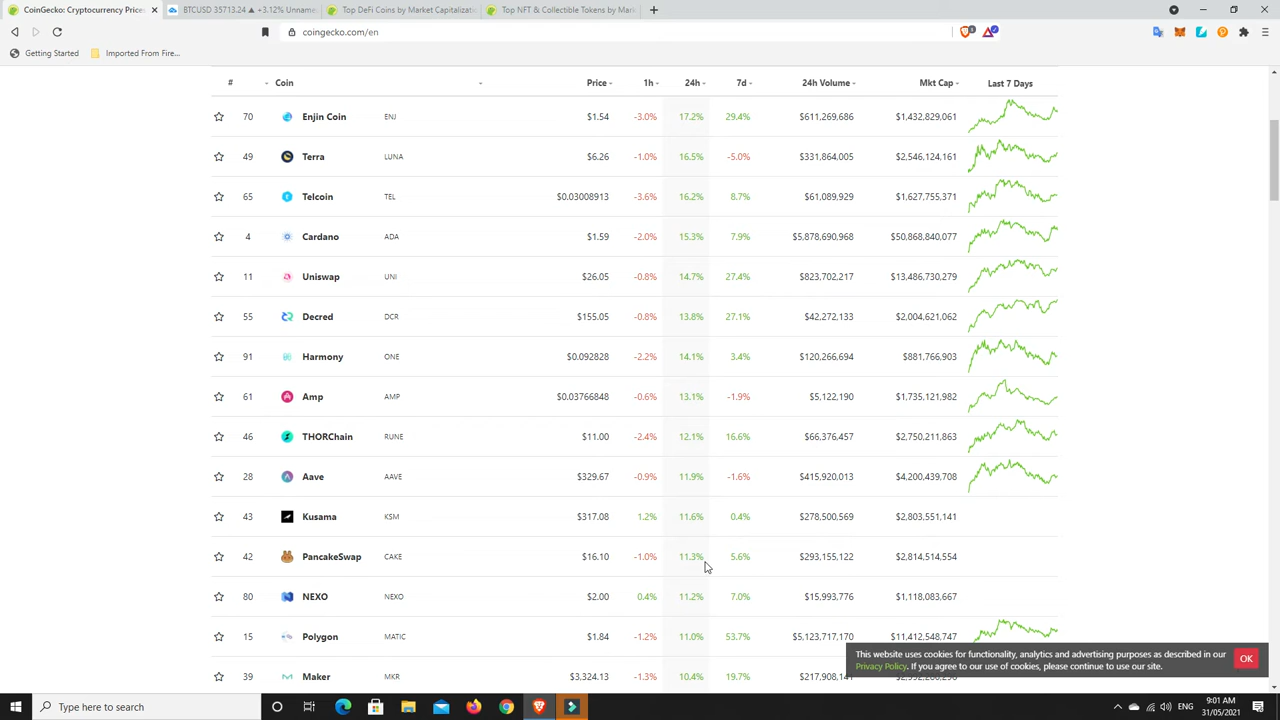 CoinGecko: Cryptocurrency Price
BTCUSD 35713.24 ▲ +3.12% Unname
Top DeFi Coins by Market Capitalizati
Top NFT & Collectible Tokens by Mark
coingecko.com/en
Getting Started
Imported From Fire...
# Coin Price 1h 24h 7d 24h Volume Mkt Cap Last 7 Days
70 Enjin Coin ENJ $1.54 -3.0% 17.2% 29.4% $611,269,686 $1,432,829,061
49 Terra LUNA $6.26 -1.0% 16.5% -5.0% $331,864,005 $2,546,124,161
65 Telcoin TEL $0.03008913 -3.6% 16.2% 8.7% $61,089,929 $1,627,755,371
4 Cardano ADA $1.59 -2.0% 15.3% 7.9% $5,878,690,968 $50,868,840,077
11 Uniswap UNI $26.05 -0.8% 14.7% 27.4% $823,702,217 $13,486,730,279
55 Decred DCR $155.05 -0.8% 13.8% 27.1% $42,272,133 $2,004,621,062
91 Harmony ONE $0.092828 -2.2% 14.1% 3.4% $120,266,694 $881,766,903
61 Amp AMP $0.03766848 -0.6% 13.1% -1.9% $5,122,190 $1,735,121,982
46 THORChain RUNE $11.00 -2.4% 12.1% 16.6% $66,376,457 $2,750,211,863
28 Aave AAVE $329.67 -0.9% 11.9% -1.6% $415,920,013 $4,200,439,708
43 Kusama KSM $317.08 1.2% 11.6% 0.4% $278,500,569 $2,803,551,141
42 PancakeSwap CAKE $16.10 -1.0% 11.3% 5.6% $293,155,122 $2,814,514,554
80 NEXO NEXO $2.00 0.4% 11.2% 7.0% $15,993,776 $1,118,083,667
15 Polygon MATIC $1.84 -1.2% 11.0% 53.7% $5,123,717,170 $11,412,548,747
39 Maker MKR $3,324.13 -1.3% 10.4% 19.7%
This website uses cookies for functionality, analytics and advertising purposes as described in our
Privacy Policy. If you agree to our use of cookies, please continue to use our site.
OK
Type here to search
ENG
9:01 AM
31/05/2021